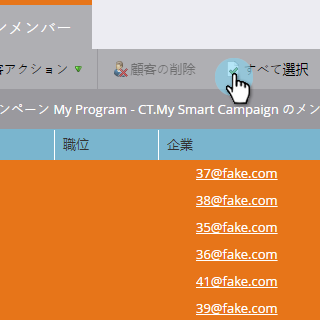 ンメンバー
客アクション 顧客の削除 すべて選択
ンペーン My Program - CT.My Smart Campaign のメン
職位 企業
37@fake.com
38@fake.com
35@fake.com
36@fake.com
41@fake.com
39@fake.com